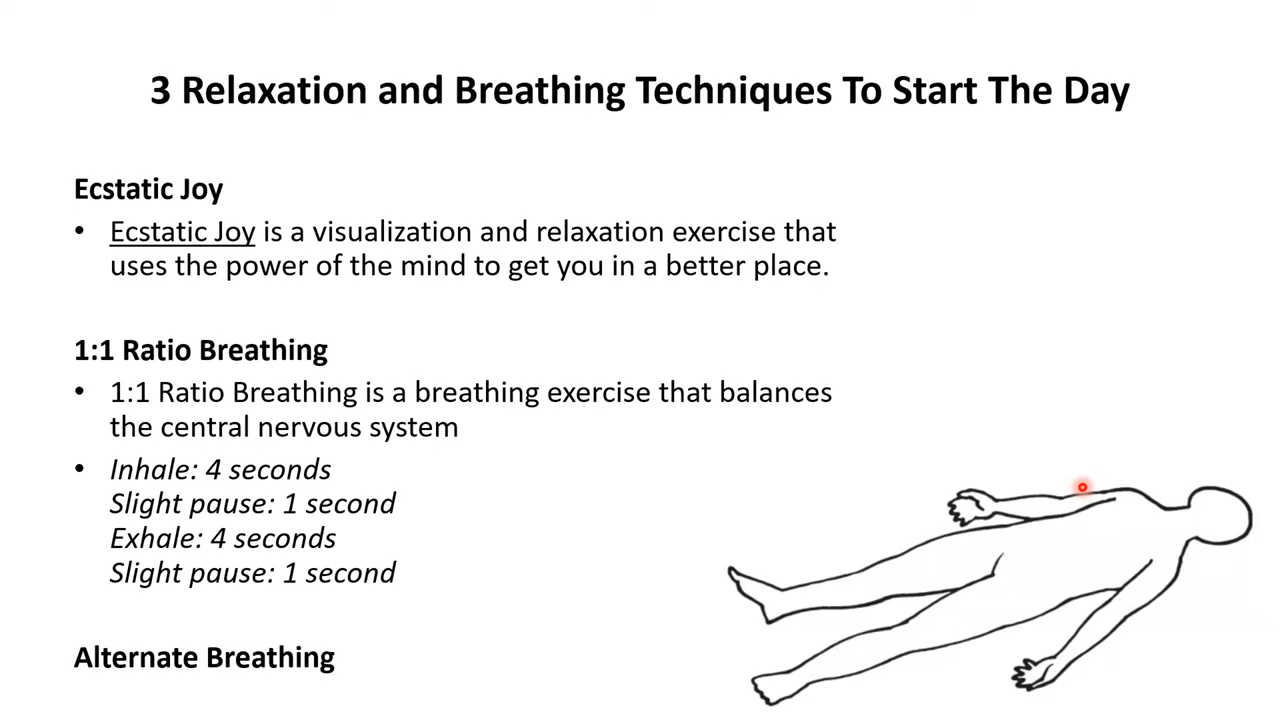 3 Relaxation and Breathing Techniques To Start The Day
Ecstatic Joy
• Ecstatic Joy is a visualization and relaxation exercise that
uses the power of the mind to get you in a better place.
1:1 Ratio Breathing
• 1:1 Ratio Breathing is a breathing exercise that balances
the central nervous system
• Inhale: 4 seconds
Slight pause: 1 second
Exhale: 4 seconds
Slight pause: 1 second
Alternate Breathing